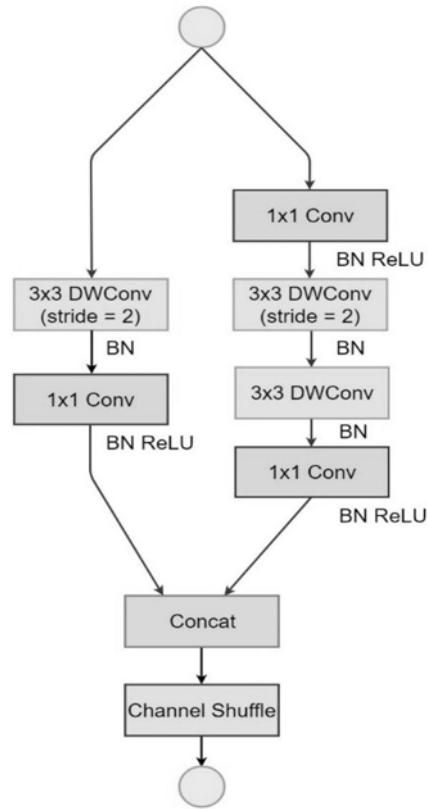 1x1 Conv
BN ReLU
3x3 DWConv
(stride = 2)
BN
1x1 Conv
BN ReLU
3x3 DWConv
(stride = 2)
BN
3x3 DWConv
BN
1x1 Conv
BN ReLU
Concat
Channel Shuffle